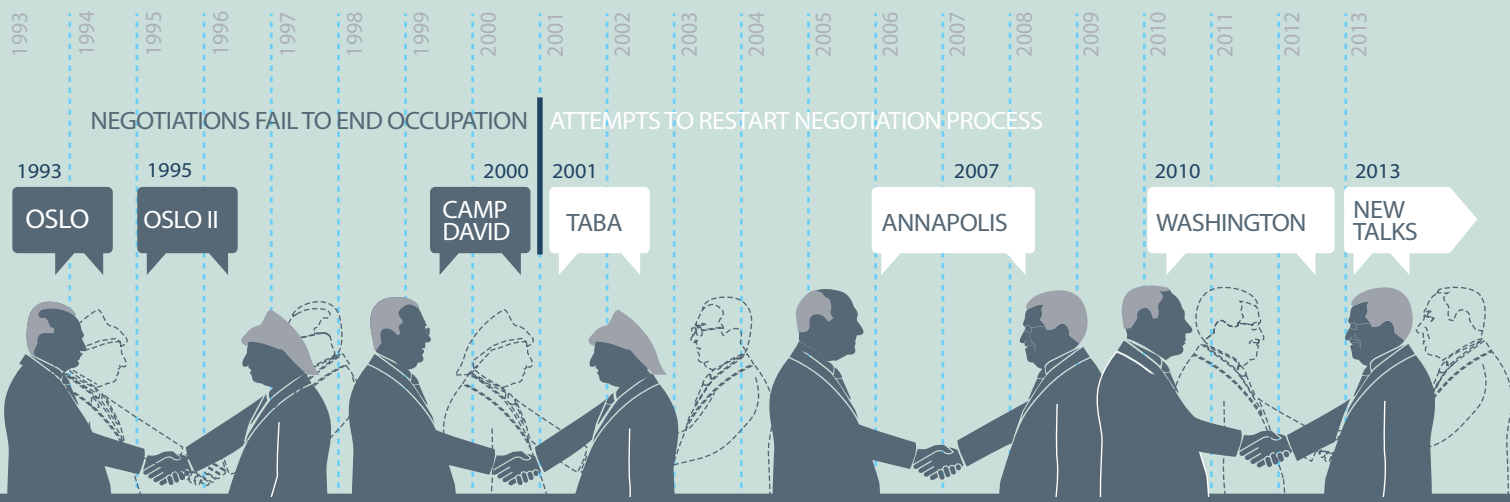 1993 1994 1995 1996 1997 1998 1999 2000 2001 2002 2003 2004 2005 2006 2007 2008 2009 2010 2011 2012 2013
NEGOTIATIONS FAIL TO END OCCUPATION ATTEMPTS TO RESTART NEGOTIATION PROCESS
1993 1995 2000 2001 2007 2010 2013
OSLO OSLO II CAMP DAVID TABA ANNAPOLIS WASHINGTON NEW TALKS